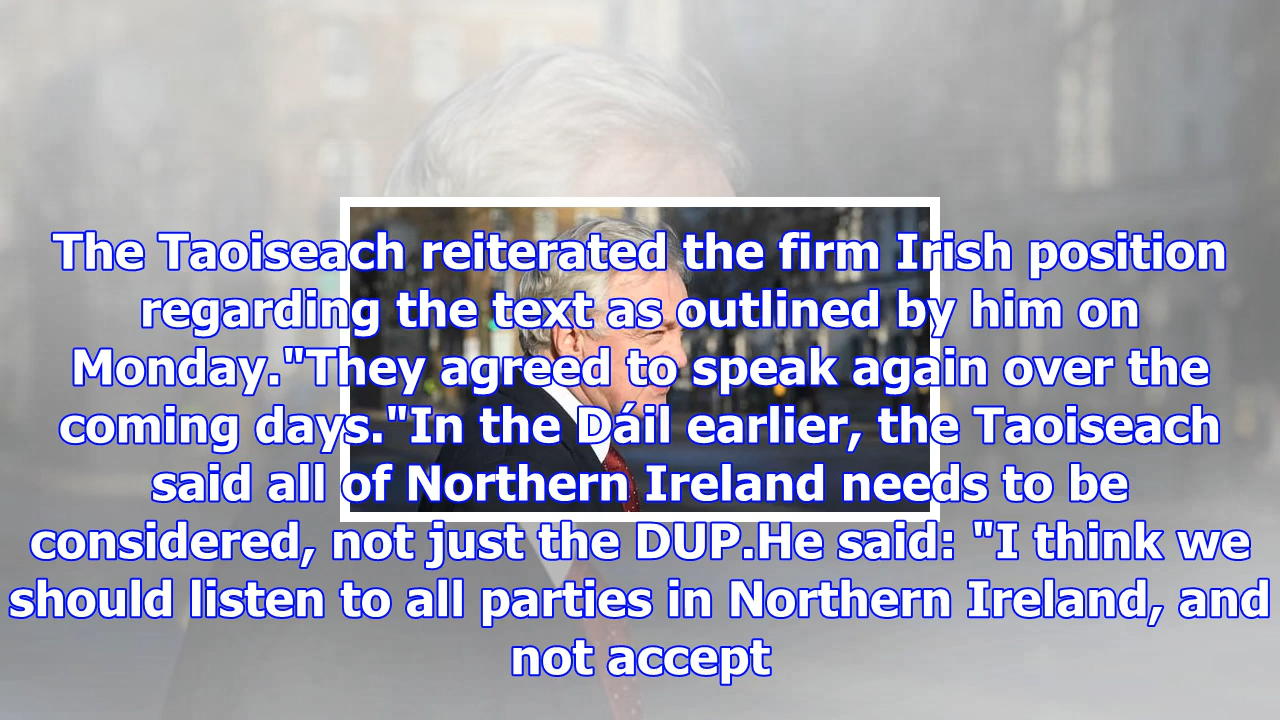 The Taoiseach reiterated the firm Irish position
regarding the text as outlined by him on
Monday."They agreed to speak again over the
coming days."In the Dáil earlier, the Taoiseach
said all of Northern Ireland needs to be
considered, not just the DUP.He said: "I think we
should listen to all parties in Northern Ireland, and
not accept